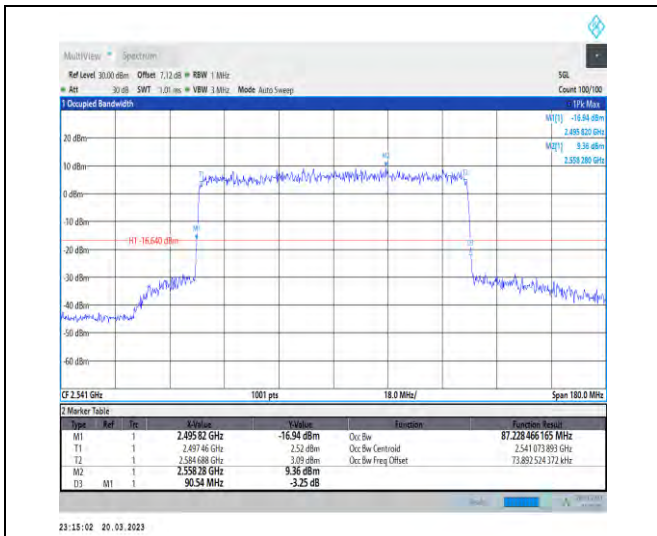 MultiView Spectrum
Ref Level 30.00 dBm Offset 7.12 dB RBW 1 MHz SGL
Att 30 dB SWT 1.01 ms VBW 3 MHz Mode Auto Sweep Count 100/100
1 Occupied Bandwidth 1Pk Max
M1[1] -16.94 dBm
2.495 820 GHz
M2[1] 9.36 dBm
2.558 280 GHz
20 dBm
M2
10 dBm
T1
T2
0 dBm
-10 dBm
M1
H1 -16.640 dBm
D3
-20 dBm
-30 dBm
-40 dBm
-50 dBm
-60 dBm
CF 2.541 GHz 1001 pts 18.0 MHz/ Span 180.0 MHz
2 Marker Table
Type Ref Trc X-Value Y-Value Function Function Result
M1 1 2.495 82 GHz -16.94 dBm Occ Bw 87.228 466 165 MHz
T1 1 2.497 46 GHz 2.52 dBm Occ Bw Centroid 2.541 073 893 GHz
T2 1 2.584 688 GHz 3.09 dBm Occ Bw Freq Offset 73.892 524 372 kHz
M2 1 2.558 28 GHz 9.36 dBm
D3 M1 1 90.54 MHz -3.25 dB
23:15:02 20.03.2023